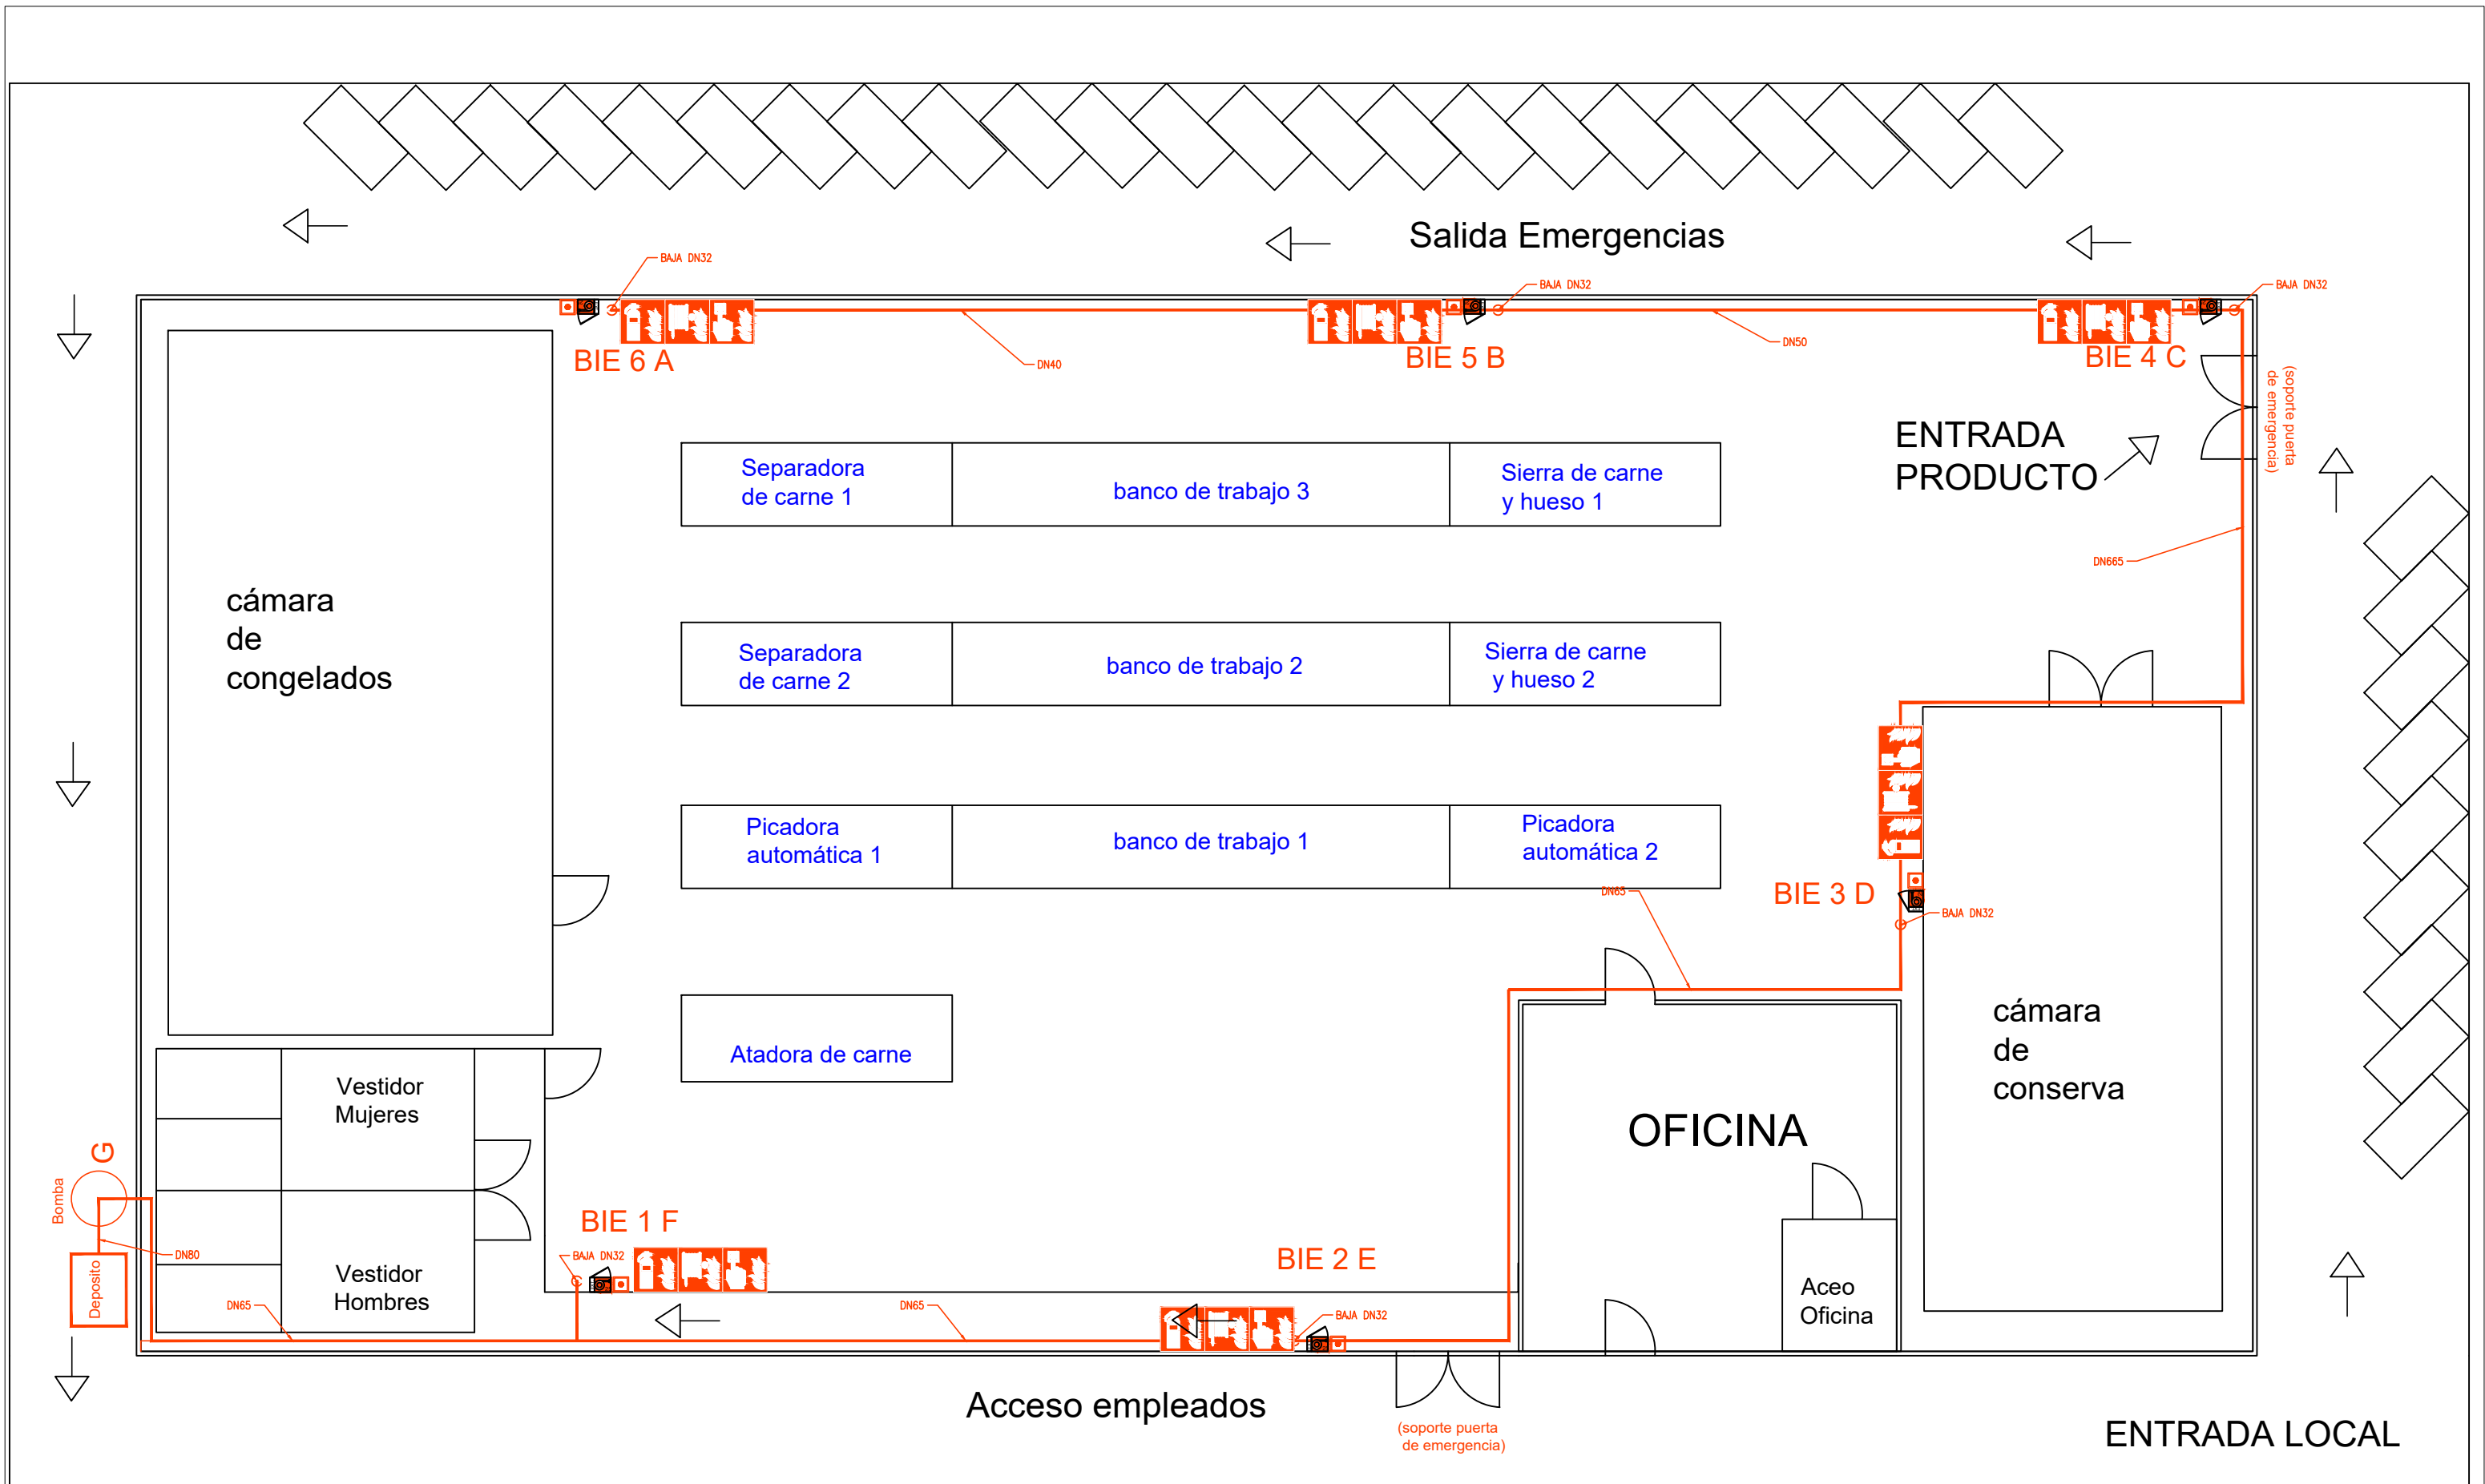 Salida Emergencias
BAJA DN32
BAJA DN32
BAJA DN32
BIE 6 A
BIE 5 B
BIE 4 C
DN40
DN50
(soporte puerta
de emergencia)
ENTRADA
PRODUCTO
Separadora
de carne 1
banco de trabajo 3
Sierra de carne
y hueso 1
DN665
cámara
de
congelados
Separadora
de carne 2
banco de trabajo 2
Sierra de carne
y hueso 2
Picadora
automática 1
banco de trabajo 1
Picadora
automática 2
DN65
BIE 3 D
BAJA DN32
Atadora de carne
cámara
de
conserva
Vestidor
Mujeres
OFICINA
G
Bomba
DN80
Deposito
BIE 1 F
BAJA DN32
BIE 2 E
Vestidor
Hombres
DN65
DN65
BAJA DN32
Aceo
Oficina
Acceso empleados
(soporte puerta
de emergencia)
ENTRADA LOCAL